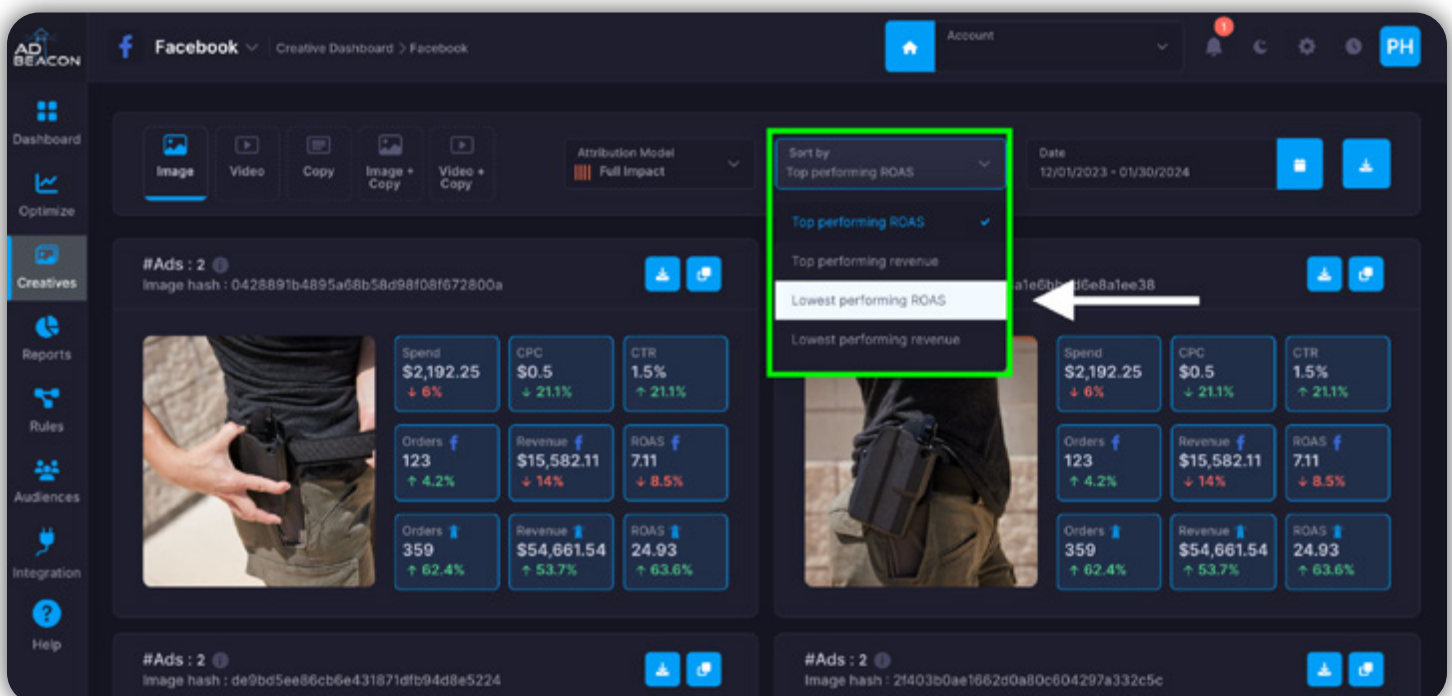 AD
BEACON
Facebook
Creative Dashboard > Facebook
Account
1
PH
Dashboard
Optimize
Creatives
Reports
Rules
Audiences
Integration
?
Help
Image
Video
Copy
Image +
Copy
Video +
Copy
Attribution Model
Full Impact
Sort by
Top performing ROAS
Date
12/01/2023 - 01/30/2024
Top performing ROAS
Top performing revenue
Lowest performing ROAS
Lowest performing revenue
#Ads : 2
Image hash : 0428891b4895a68b58d98f08f672800a
Spend
$2,192.25
↓ 6%
CPC
$0.5
↓ 21.1%
CTR
1.5%
↑ 21.1%
Orders
123
↑ 4.2%
Revenue
$15,582.11
↓ 14%
ROAS
7.11
↓ 8.5%
Orders
359
↑ 62.4%
Revenue
$54,661.54
↑ 53.7%
ROAS
24.93
↑ 63.6%
Spend
$2,192.25
↓ 6%
CPC
$0.5
↓ 21.1%
CTR
1.5%
↑ 21.1%
Orders
123
↑ 4.2%
Revenue
$15,582.11
↓ 14%
ROAS
7.11
↓ 8.5%
Orders
359
↑ 62.4%
Revenue
$54,661.54
↑ 53.7%
ROAS
24.93
↑ 63.6%
#Ads : 2
Image hash : de9bd5ee86cb6e431871dfb94d8e5224
#Ads : 2
Image hash : 2f403b0ae1662d0a80c604297a332c5c